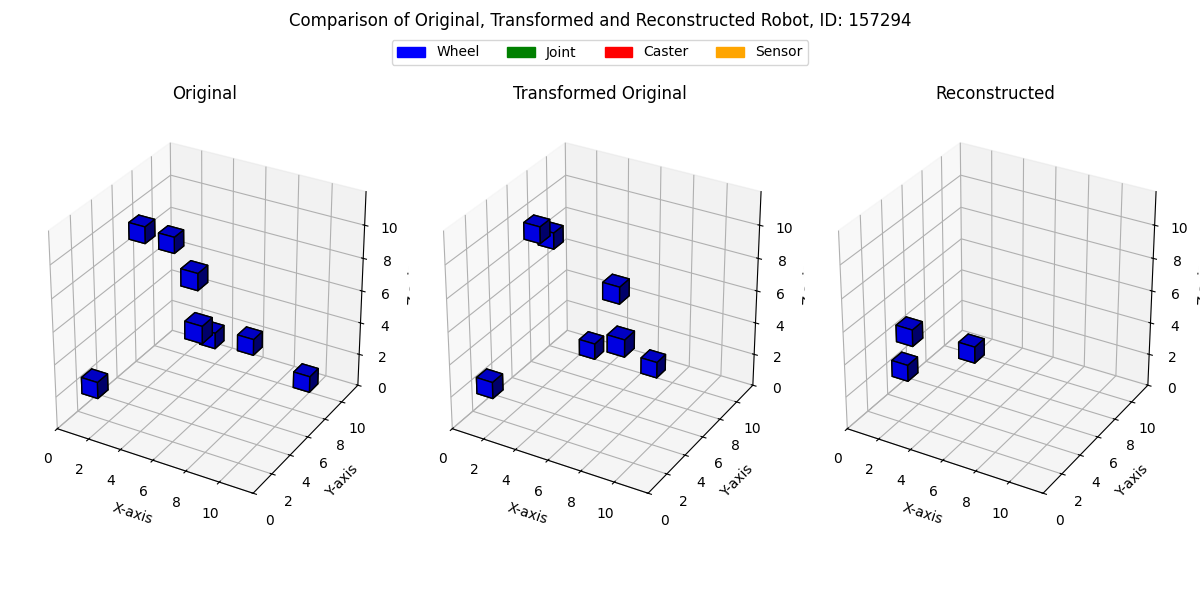 Comparison of Original, Transformed and Reconstructed Robot, ID: 157294
Wheel Joint Caster Sensor
Original Transformed Original Reconstructed
10 10 10
8 8 8
6 6 6
4 4 4
2 2 2
0 0 0
0 2 4 6 8 10 0 2 4 6 8 10 0 2 4 6 8 10
0 2 4 6 8 10 0 2 4 6 8 10 0 2 4 6 8 10
X-axis Y-axis X-axis Y-axis X-axis Y-axis